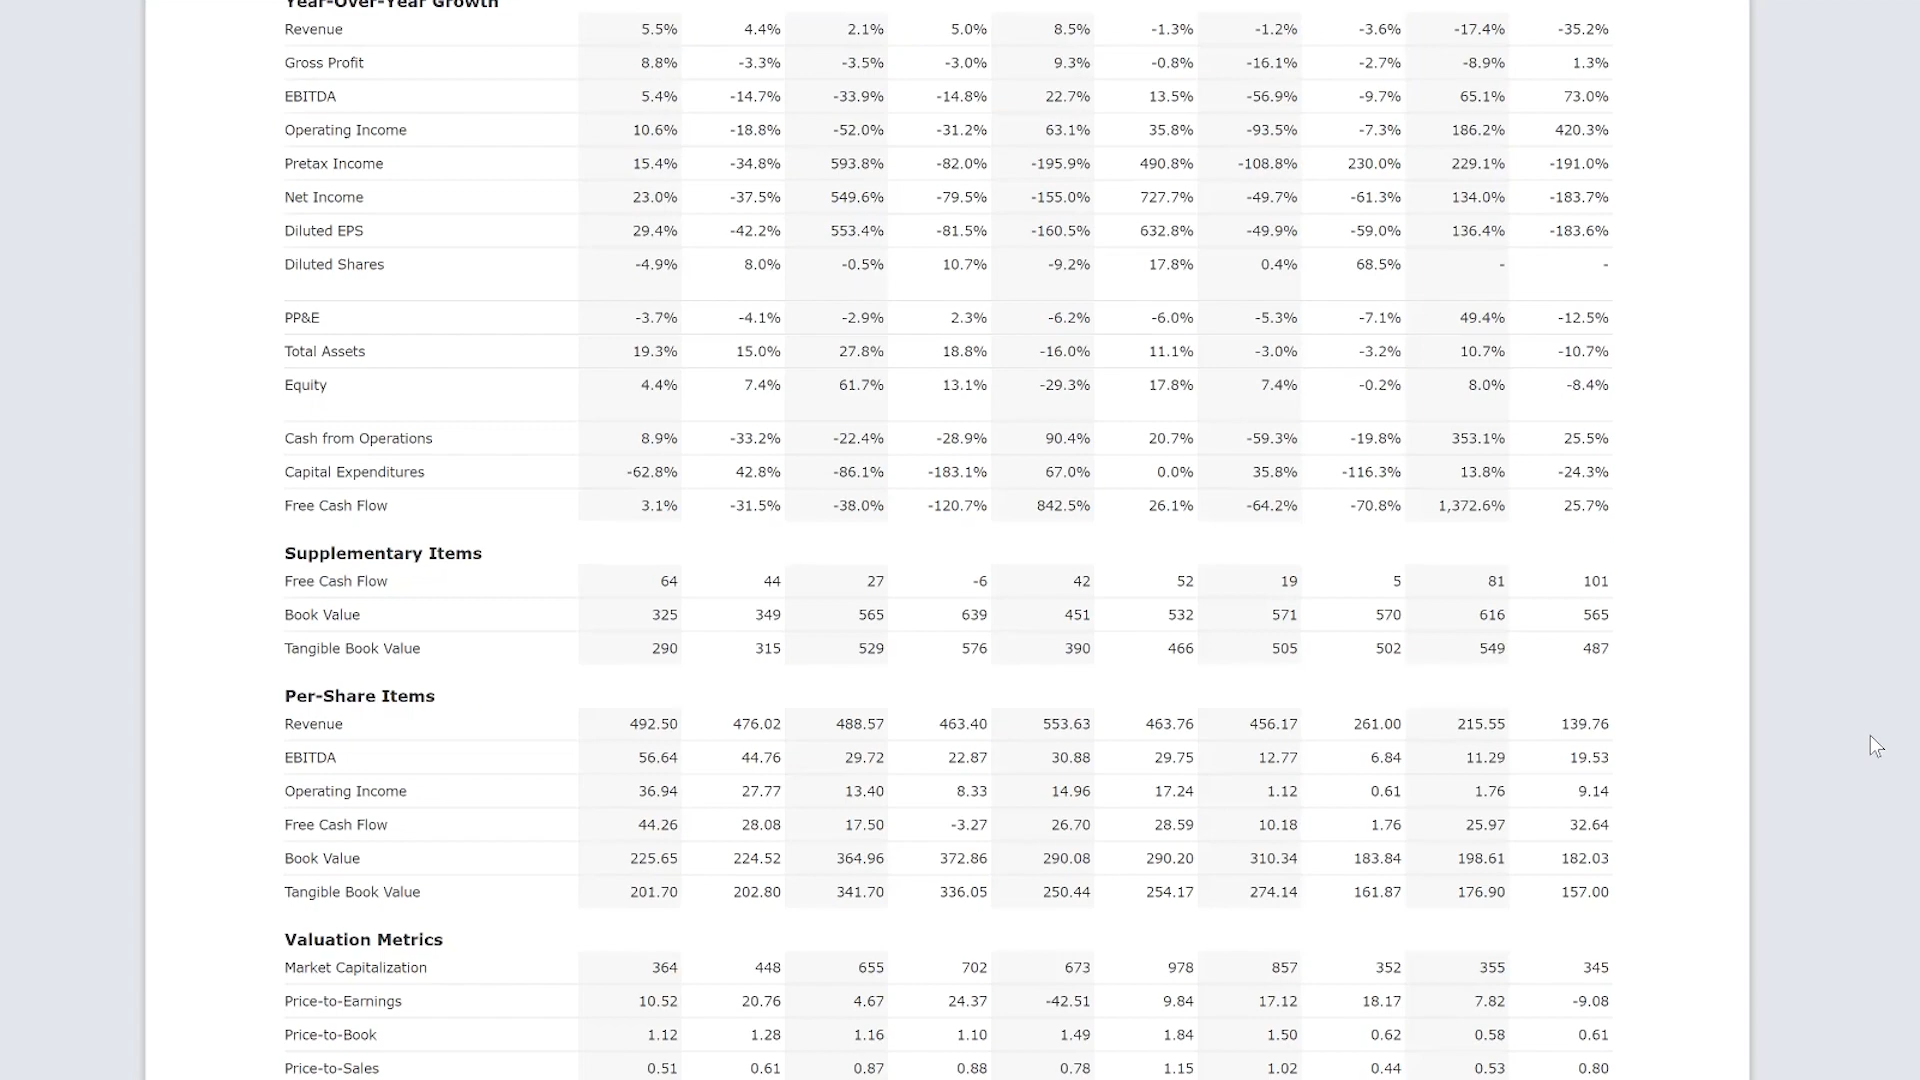 Year-Over-Year Growth
Revenue 5.5% 4.4% 2.1% 5.0% 8.5% -1.3% -1.2% -3.6% -17.4% -35.2%
Gross Profit 8.8% -3.3% -3.5% -3.0% 9.3% -0.8% -16.1% -2.7% -8.9% 1.3%
EBITDA 5.4% -14.7% -33.9% -14.8% 22.7% 13.5% -56.9% -9.7% 65.1% 73.0%
Operating Income 10.6% -18.8% -52.0% -31.2% 63.1% 35.8% -93.5% -7.3% 186.2% 420.3%
Pretax Income 15.4% -34.8% 593.8% -82.0% -195.9% 490.8% -108.8% 230.0% 229.1% -191.0%
Net Income 23.0% -37.5% 549.6% -79.5% -155.0% 727.7% -49.7% -61.3% 134.0% -183.7%
Diluted EPS 29.4% -42.2% 553.4% -81.5% -160.5% 632.8% -49.9% -59.0% 136.4% -183.6%
Diluted Shares -4.9% 8.0% -0.5% 10.7% -9.2% 17.8% 0.4% 68.5% - -
PP&E -3.7% -4.1% -2.9% 2.3% -6.2% -6.0% -5.3% -7.1% 49.4% -12.5%
Total Assets 19.3% 15.0% 27.8% 18.8% -16.0% 11.1% -3.0% -3.2% 10.7% -10.7%
Equity 4.4% 7.4% 61.7% 13.1% -29.3% 17.8% 7.4% -0.2% 8.0% -8.4%
Cash from Operations 8.9% -33.2% -22.4% -28.9% 90.4% 20.7% -59.3% -19.8% 353.1% 25.5%
Capital Expenditures -62.8% 42.8% -86.1% -183.1% 67.0% 0.0% 35.8% -116.3% 13.8% -24.3%
Free Cash Flow 3.1% -31.5% -38.0% -120.7% 842.5% 26.1% -64.2% -70.8% 1,372.6% 25.7%
Supplementary Items
Free Cash Flow 64 44 27 -6 42 52 19 5 81 101
Book Value 325 349 565 639 451 532 571 570 616 565
Tangible Book Value 290 315 529 576 390 466 505 502 549 487
Per-Share Items
Revenue 492.50 476.02 488.57 463.40 553.63 463.76 456.17 261.00 215.55 139.76
EBITDA 56.64 44.76 29.72 22.87 30.88 29.75 12.77 6.84 11.29 19.53
Operating Income 36.94 27.77 13.40 8.33 14.96 17.24 1.12 0.61 1.76 9.14
Free Cash Flow 44.26 28.08 17.50 -3.27 26.70 28.59 10.18 1.76 25.97 32.64
Book Value 225.65 224.52 364.96 372.86 290.08 290.20 310.34 183.84 198.61 182.03
Tangible Book Value 201.70 202.80 341.70 336.05 250.44 254.17 274.14 161.87 176.90 157.00
Valuation Metrics
Market Capitalization 364 448 655 702 673 978 857 352 355 345
Price-to-Earnings 10.52 20.76 4.67 24.37 -42.51 9.84 17.12 18.17 7.82 -9.08
Price-to-Book 1.12 1.28 1.16 1.10 1.49 1.84 1.50 0.62 0.58 0.61
Price-to-Sales 0.51 0.61 0.87 0.88 0.78 1.15 1.02 0.44 0.53 0.80